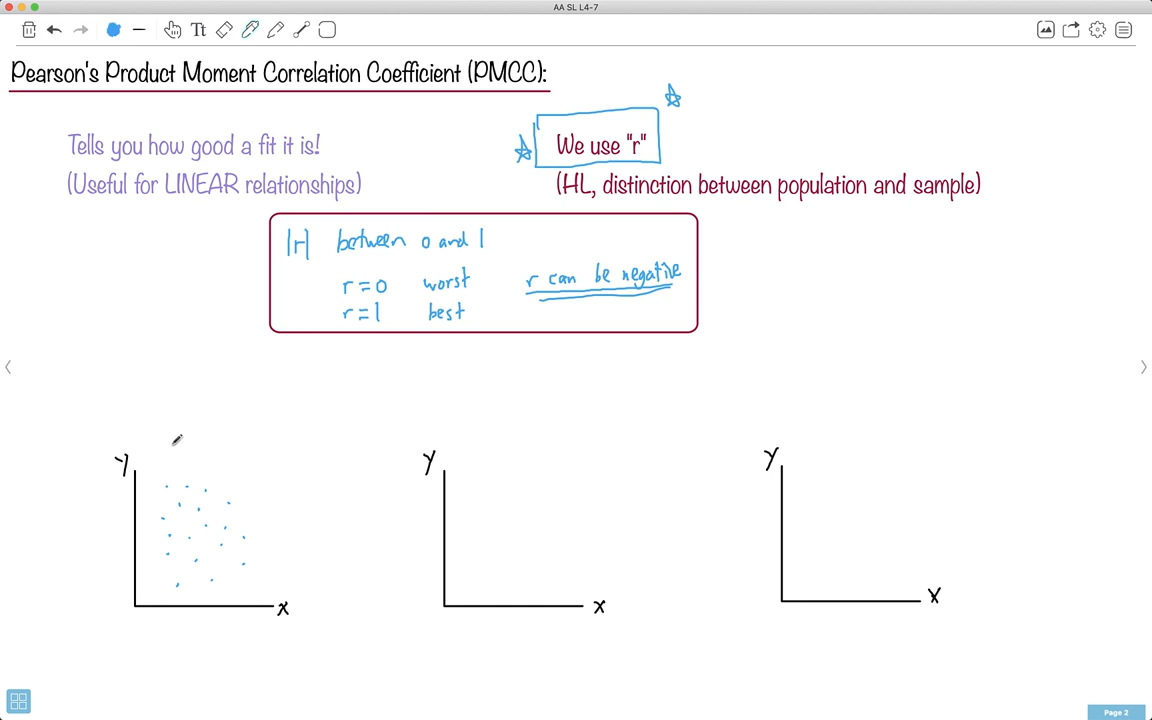 AA SL L4-7
Tt
Pearson's Product Moment Correlation Coefficient (PMCC):
Tells you how good a fit it is!
(Useful for LINEAR relationships)
We use "r"
(HL, distinction between population and sample)
|r| between 0 and 1
r=0 worst
r=1 best
r can be negative
Y
X
Y
X
Y
X
Page 2